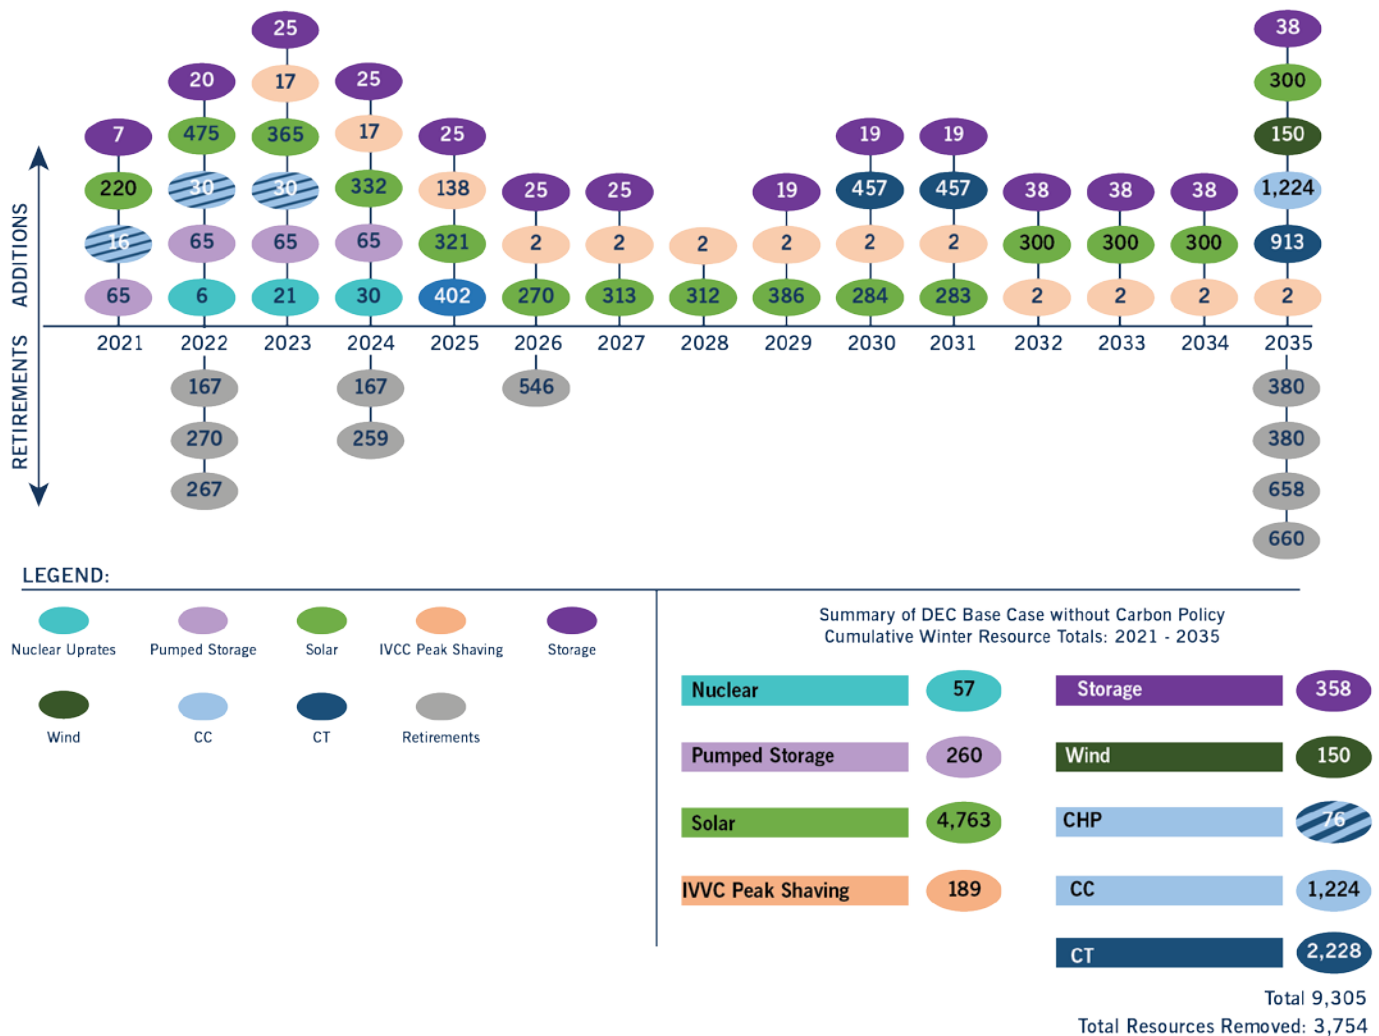 25 38
20 17 25 300
7 475 365 17 25 19 19 150
220 30 30 332 138 25 25 19 457 457 38 38 38 1,224
16 65 65 65 321 2 2 2 2 2 2 300 300 300 913
65 6 21 30 402 270 313 312 386 284 283 2 2 2 2
ADDITIONS
2021 2022 2023 2024 2025 2026 2027 2028 2029 2030 2031 2032 2033 2034 2035
RETIREMENTS
167 167 546 380
270 259 380
267 658
660
LEGEND:
Nuclear Uprates Pumped Storage Solar IVCC Peak Shaving Storage
Wind CC CT Retirements
Summary of DEC Base Case without Carbon Policy
Cumulative Winter Resource Totals: 2021 - 2035
Nuclear 57 Storage 358
Pumped Storage 260 Wind 150
Solar 4,763 CHP 76
IVVC Peak Shaving 189 CC 1,224
CT 2,228
Total 9,305
Total Resources Removed: 3,754